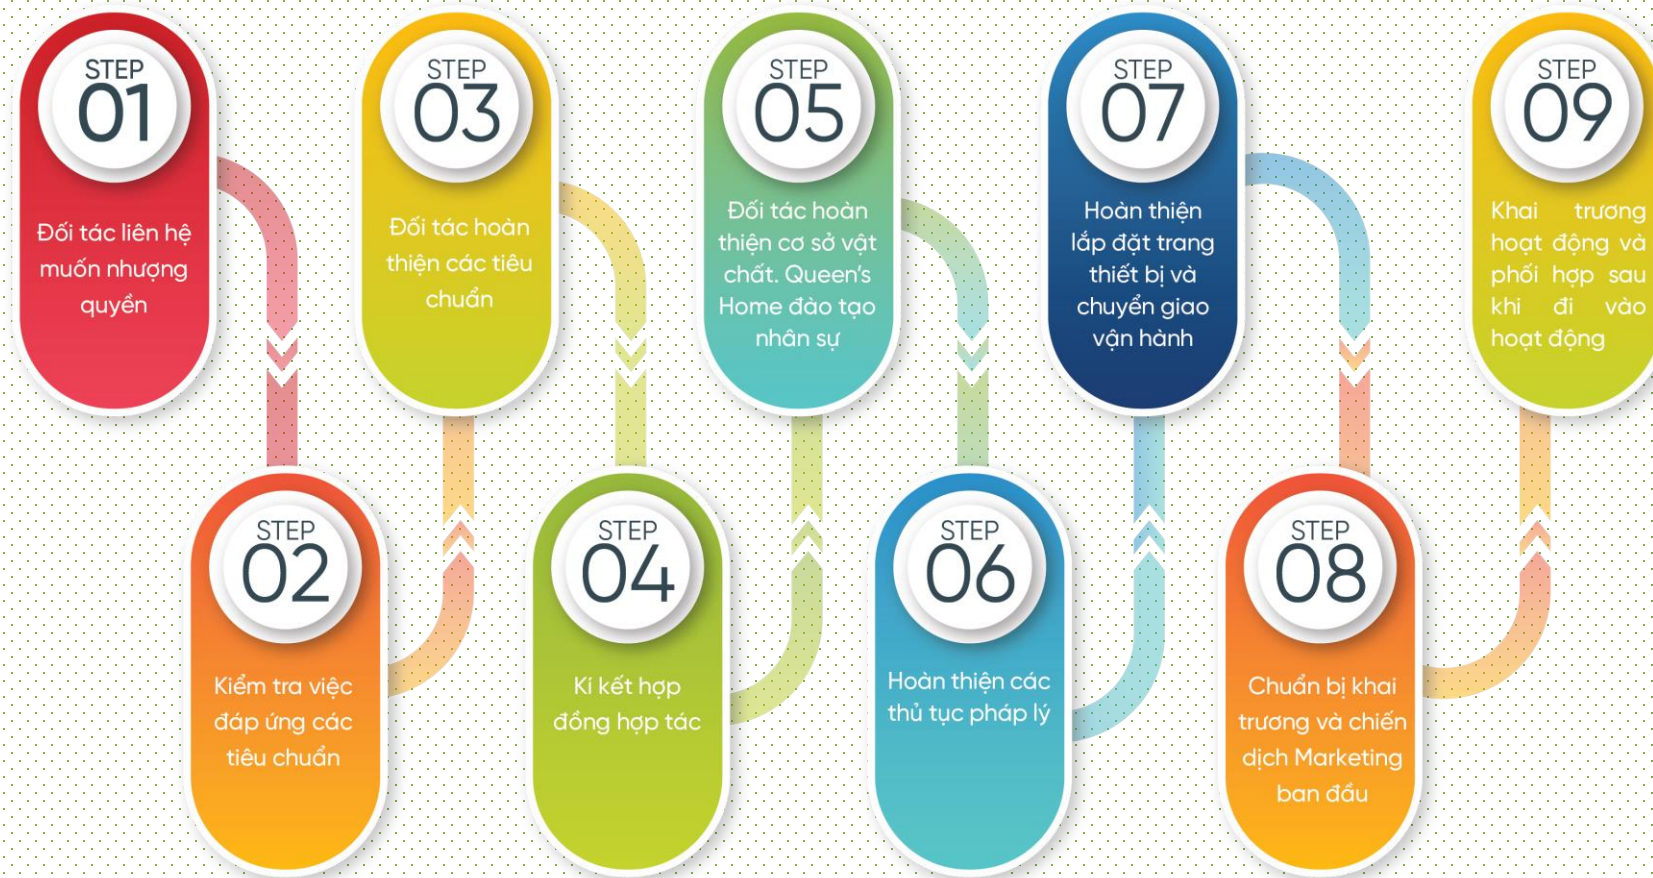 STEP
01
Đối tác liên hệ
muốn nhượng
quyền
STEP
02
Kiểm tra việc
đáp ứng các
tiêu chuẩn
STEP
03
Đối tác hoàn
thiện các tiêu
chuẩn
STEP
04
Kí kết hợp
đồng hợp tác
STEP
05
Đối tác hoàn
thiện cơ sở vật
chất. Queen's
Home đào tạo
nhân sự
STEP
06
Hoàn thiện các
thủ tục pháp lý
STEP
07
Hoàn thiện
lắp đặt trang
thiết bị và
chuyển giao
vận hành
STEP
08
Chuẩn bị khai
trương và chiến
dịch Marketing
ban đầu
STEP
09
Khai trương
hoạt động và
phối hợp sau
khi đi vào
hoạt động